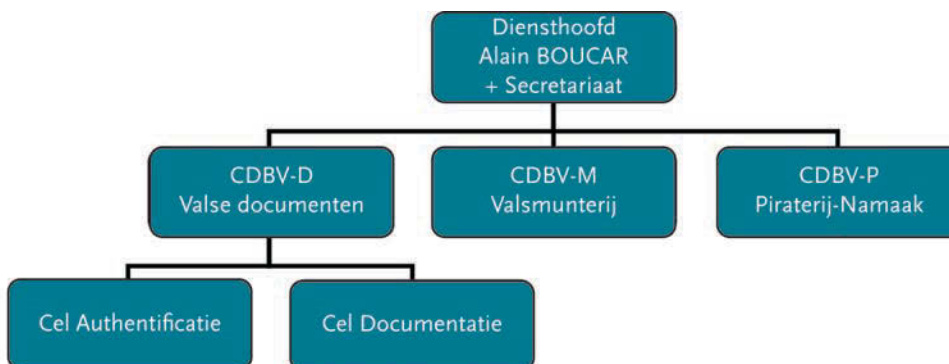 Diensthoofd
Alain BOUCAR
+ Secretariaat
CDBV-D
Valse documenten
CDBV-M
Valsmunterij
CDBV-P
Piraterij-Namaak
Cel Authentificatie
Cel Documentatie